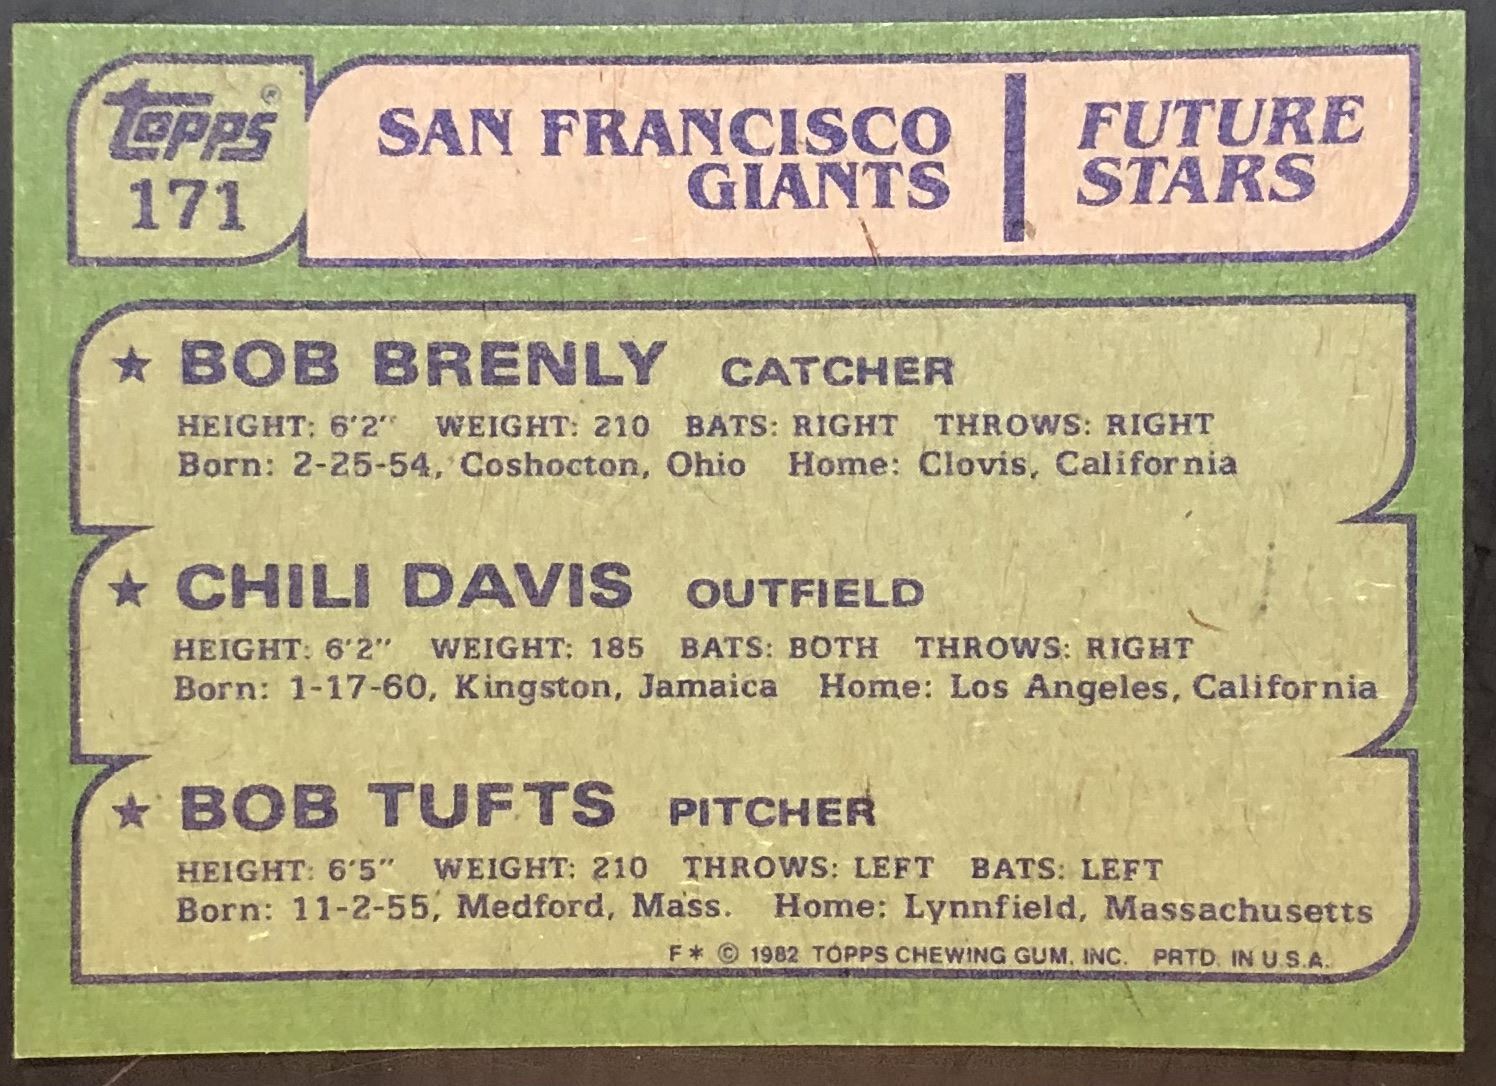 Topps®
171
SAN FRANCISCO
GIANTS
FUTURE
STARS
★ BOB BRENLY CATCHER
HEIGHT: 6'2" WEIGHT: 210 BATS: RIGHT THROWS: RIGHT
Born: 2-25-54, Coshocton, Ohio Home: Clovis, California
★ CHILI DAVIS OUTFIELD
HEIGHT: 6'2" WEIGHT: 185 BATS: BOTH THROWS: RIGHT
Born: 1-17-60, Kingston, Jamaica Home: Los Angeles, California
★ BOB TUFTS PITCHER
HEIGHT: 6'5" WEIGHT: 210 THROWS: LEFT BATS: LEFT
Born: 11-2-55, Medford, Mass. Home: Lynnfield, Massachusetts
F* © 1982 TOPPS CHEWING GUM, INC. PRTD. IN U.S.A.